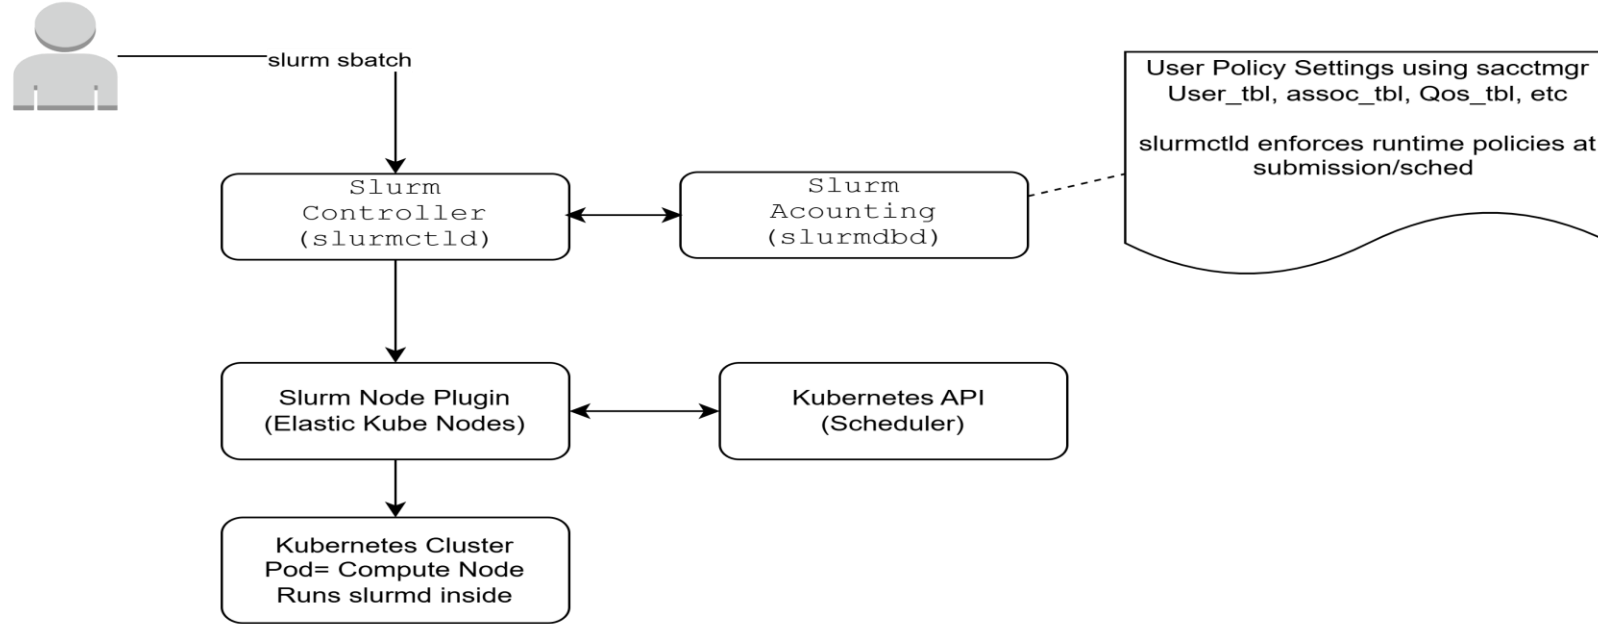 slurm sbatch
User Policy Settings using sacctmgr
User_tbl, assoc_tbl, Qos_tbl, etc
slurmctld enforces runtime policies at
submission/sched
Slurm
Controller
(slurmctld)
Slurm
Acounting
(slurmdbd)
Slurm Node Plugin
(Elastic Kube Nodes)
Kubernetes API
(Scheduler)
Kubernetes Cluster
Pod= Compute Node
Runs slurmd inside